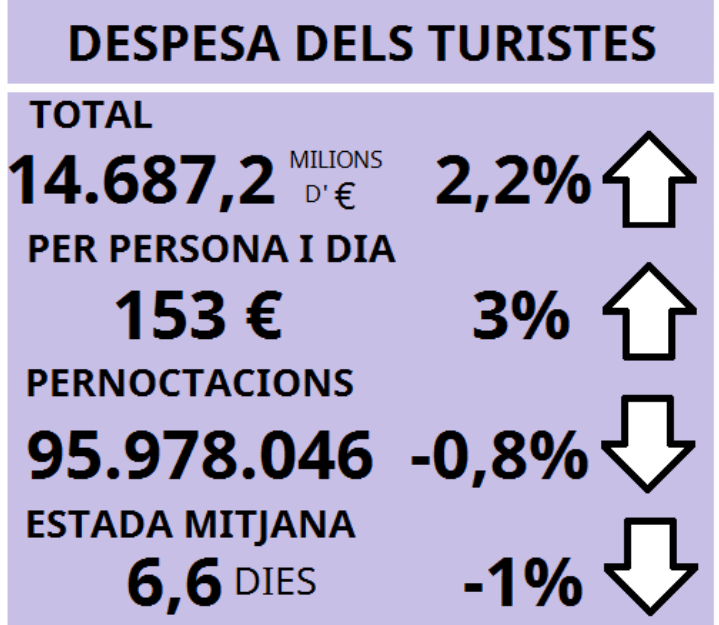 DESPESA DELS TURISTES
TOTAL
14.687,2 MILIONS D' € 2,2%
PER PERSONA I DIA
153 € 3%
PERNOCTACIONS
95.978.046 -0,8%
ESTADA MITJANA
6,6 DIES -1%